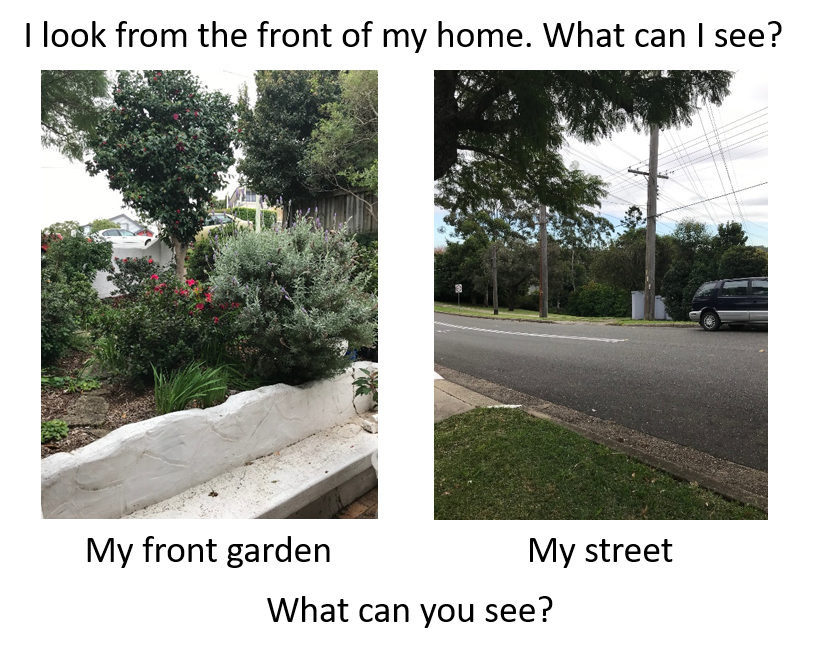 I look from the front of my home. What can I see?
My front garden
My street
What can you see?